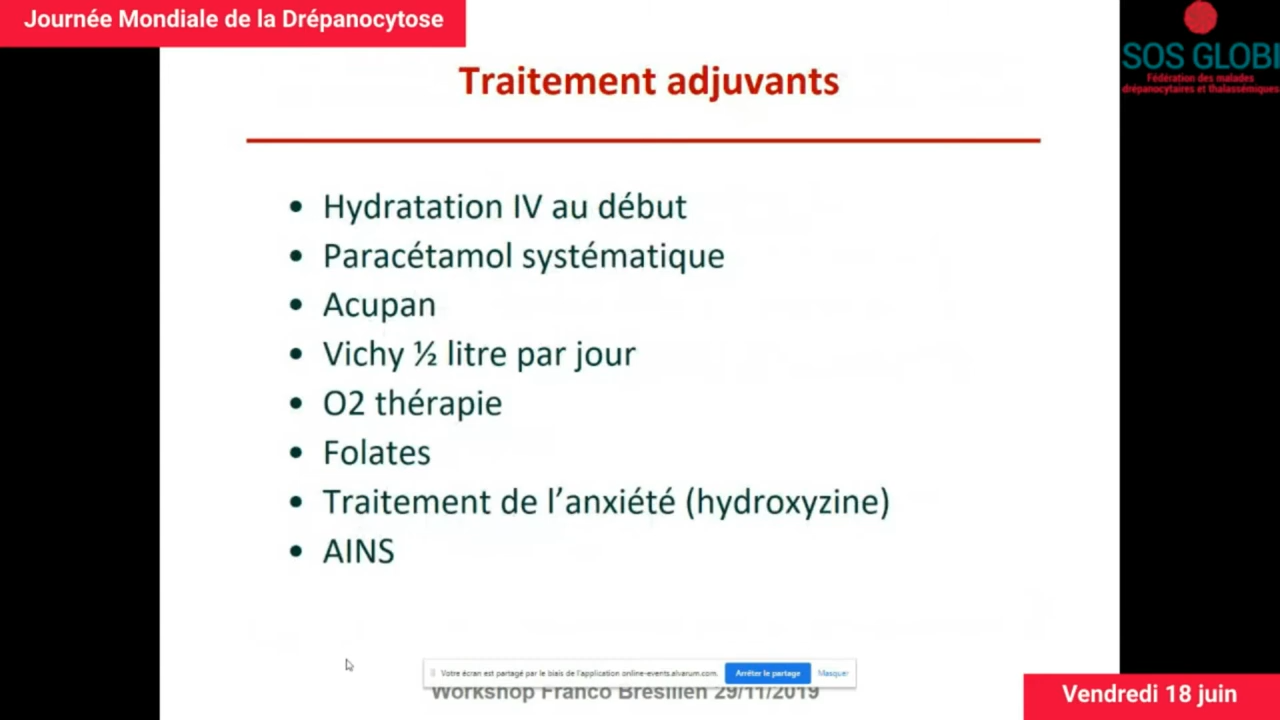 Journée Mondiale de la Drépanocytose
SOS GLOBI
Fédération des malades
drépanocytaires et thalassémiques
Traitement adjuvants
• Hydratation IV au début
• Paracétamol systématique
• Acupan
• Vichy ½ litre par jour
• O2 thérapie
• Folates
• Traitement de l’anxiété (hydroxyzine)
• AINS
Votre écran est partagé par le biais de l'application online-events.alvarum.com. Arrêter le partage Masquer
Workshop Franco Brésilien 29/11/2019
Vendredi 18 juin